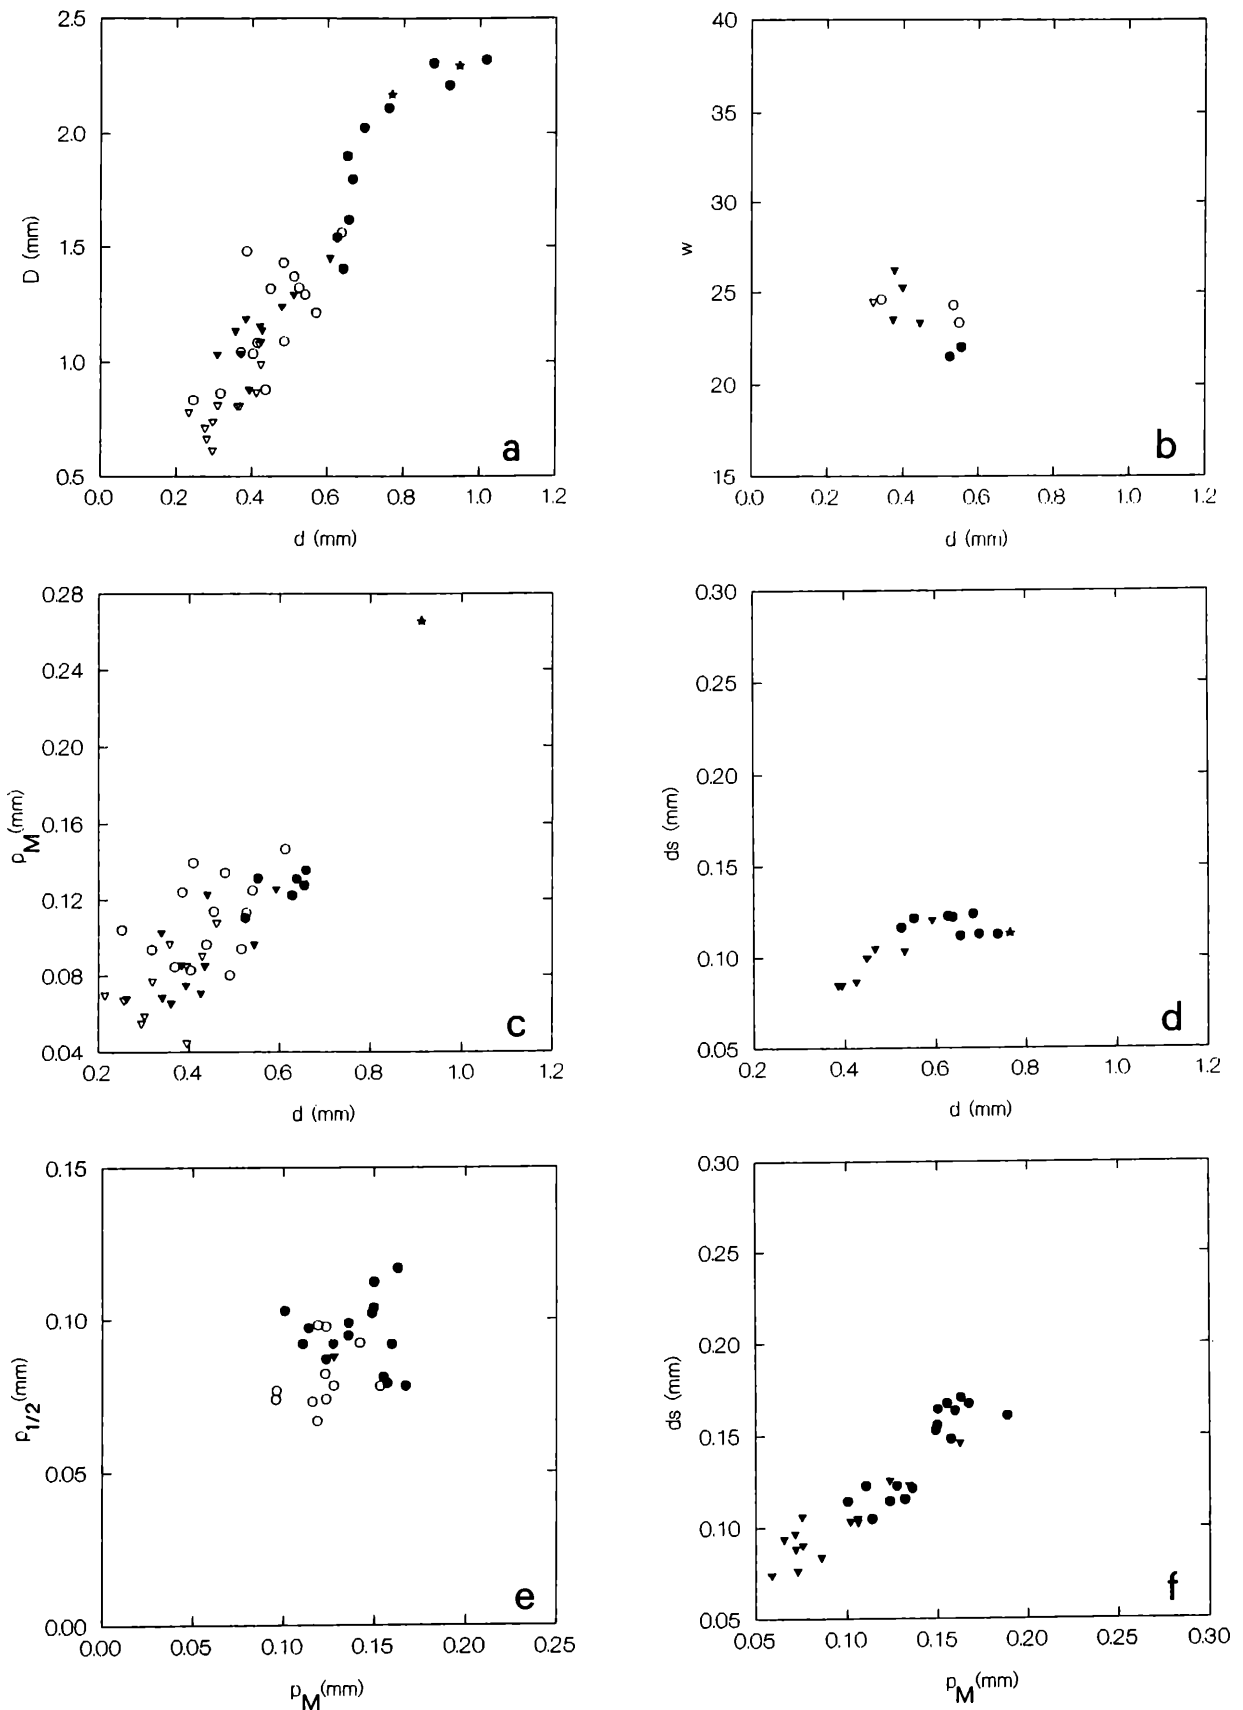 2.5
2.0
1.5
1.0
0.5
D (mm)
0.0 0.2 0.4 0.6 0.8 1.0 1.2
d (mm)
a
40
35
30
25
20
15
w
0.0 0.2 0.4 0.6 0.8 1.0 1.2
d (mm)
b
0.28
0.24
0.20
0.16
0.12
0.08
0.04
pM (mm)
0.2 0.4 0.6 0.8 1.0 1.2
d (mm)
c
0.30
0.25
0.20
0.15
0.10
0.05
ds (mm)
0.2 0.4 0.6 0.8 1.0 1.2
d (mm)
d
0.15
0.10
0.05
0.00
p1/2 (mm)
0.00 0.05 0.10 0.15 0.20 0.25
pM (mm)
e
0.30
0.25
0.20
0.15
0.10
0.05
ds (mm)
0.05 0.10 0.15 0.20 0.25 0.30
pM (mm)
f